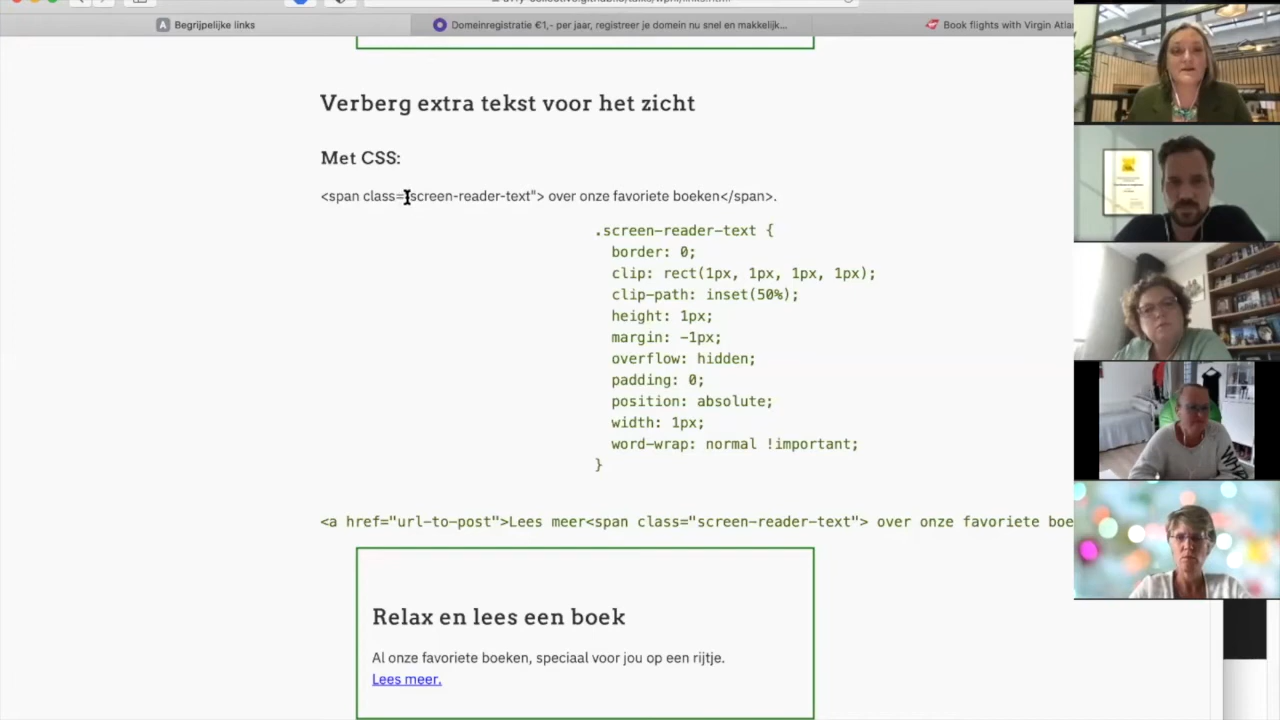 Begrijpelijke links
Domeinregistratie €1,- per jaar, registreer je domein nu snel en makkelijk...
Book flights with Virgin Atlan
Verberg extra tekst voor het zicht
Met CSS:
<span class="screen-reader-text"> over onze favoriete boeken</span>.
.screen-reader-text {
border: 0;
clip: rect(1px, 1px, 1px, 1px);
clip-path: inset(50%);
height: 1px;
margin: -1px;
overflow: hidden;
padding: 0;
position: absolute;
width: 1px;
word-wrap: normal !important;
}
<a href="url-to-post">Lees meer<span class="screen-reader-text"> over onze favoriete boe
Relax en lees een boek
Al onze favoriete boeken, speciaal voor jou op een rijtje.
Lees meer.